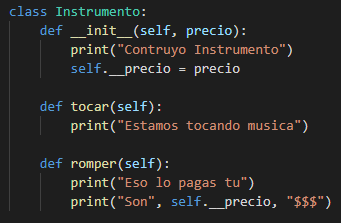 class Instrumento:
    def __init__(self, precio):
        print("Contruyo Instrumento")
        self.__precio = precio

    def tocar(self):
        print("Estamos tocando musica")

    def romper(self):
        print("Eso lo pagas tu")
        print("Son", self.__precio, "$$$")